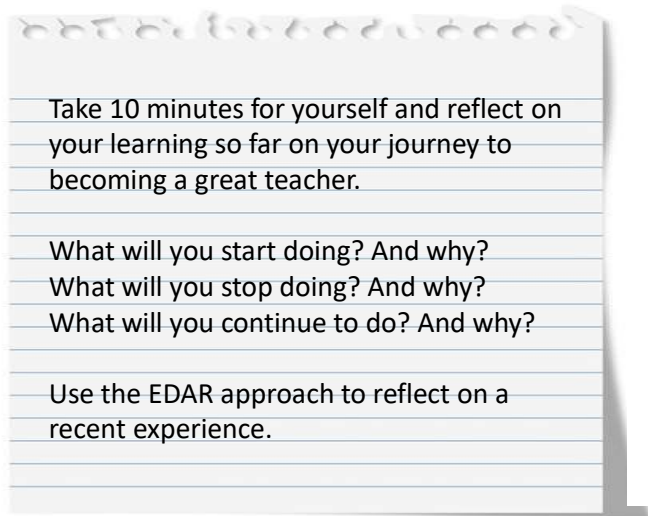 Take 10 minutes for yourself and reflect on
your learning so far on your journey to
becoming a great teacher.
What will you start doing? And why?
What will you stop doing? And why?
What will you continue to do? And why?
Use the EDAR approach to reflect on a
recent experience.